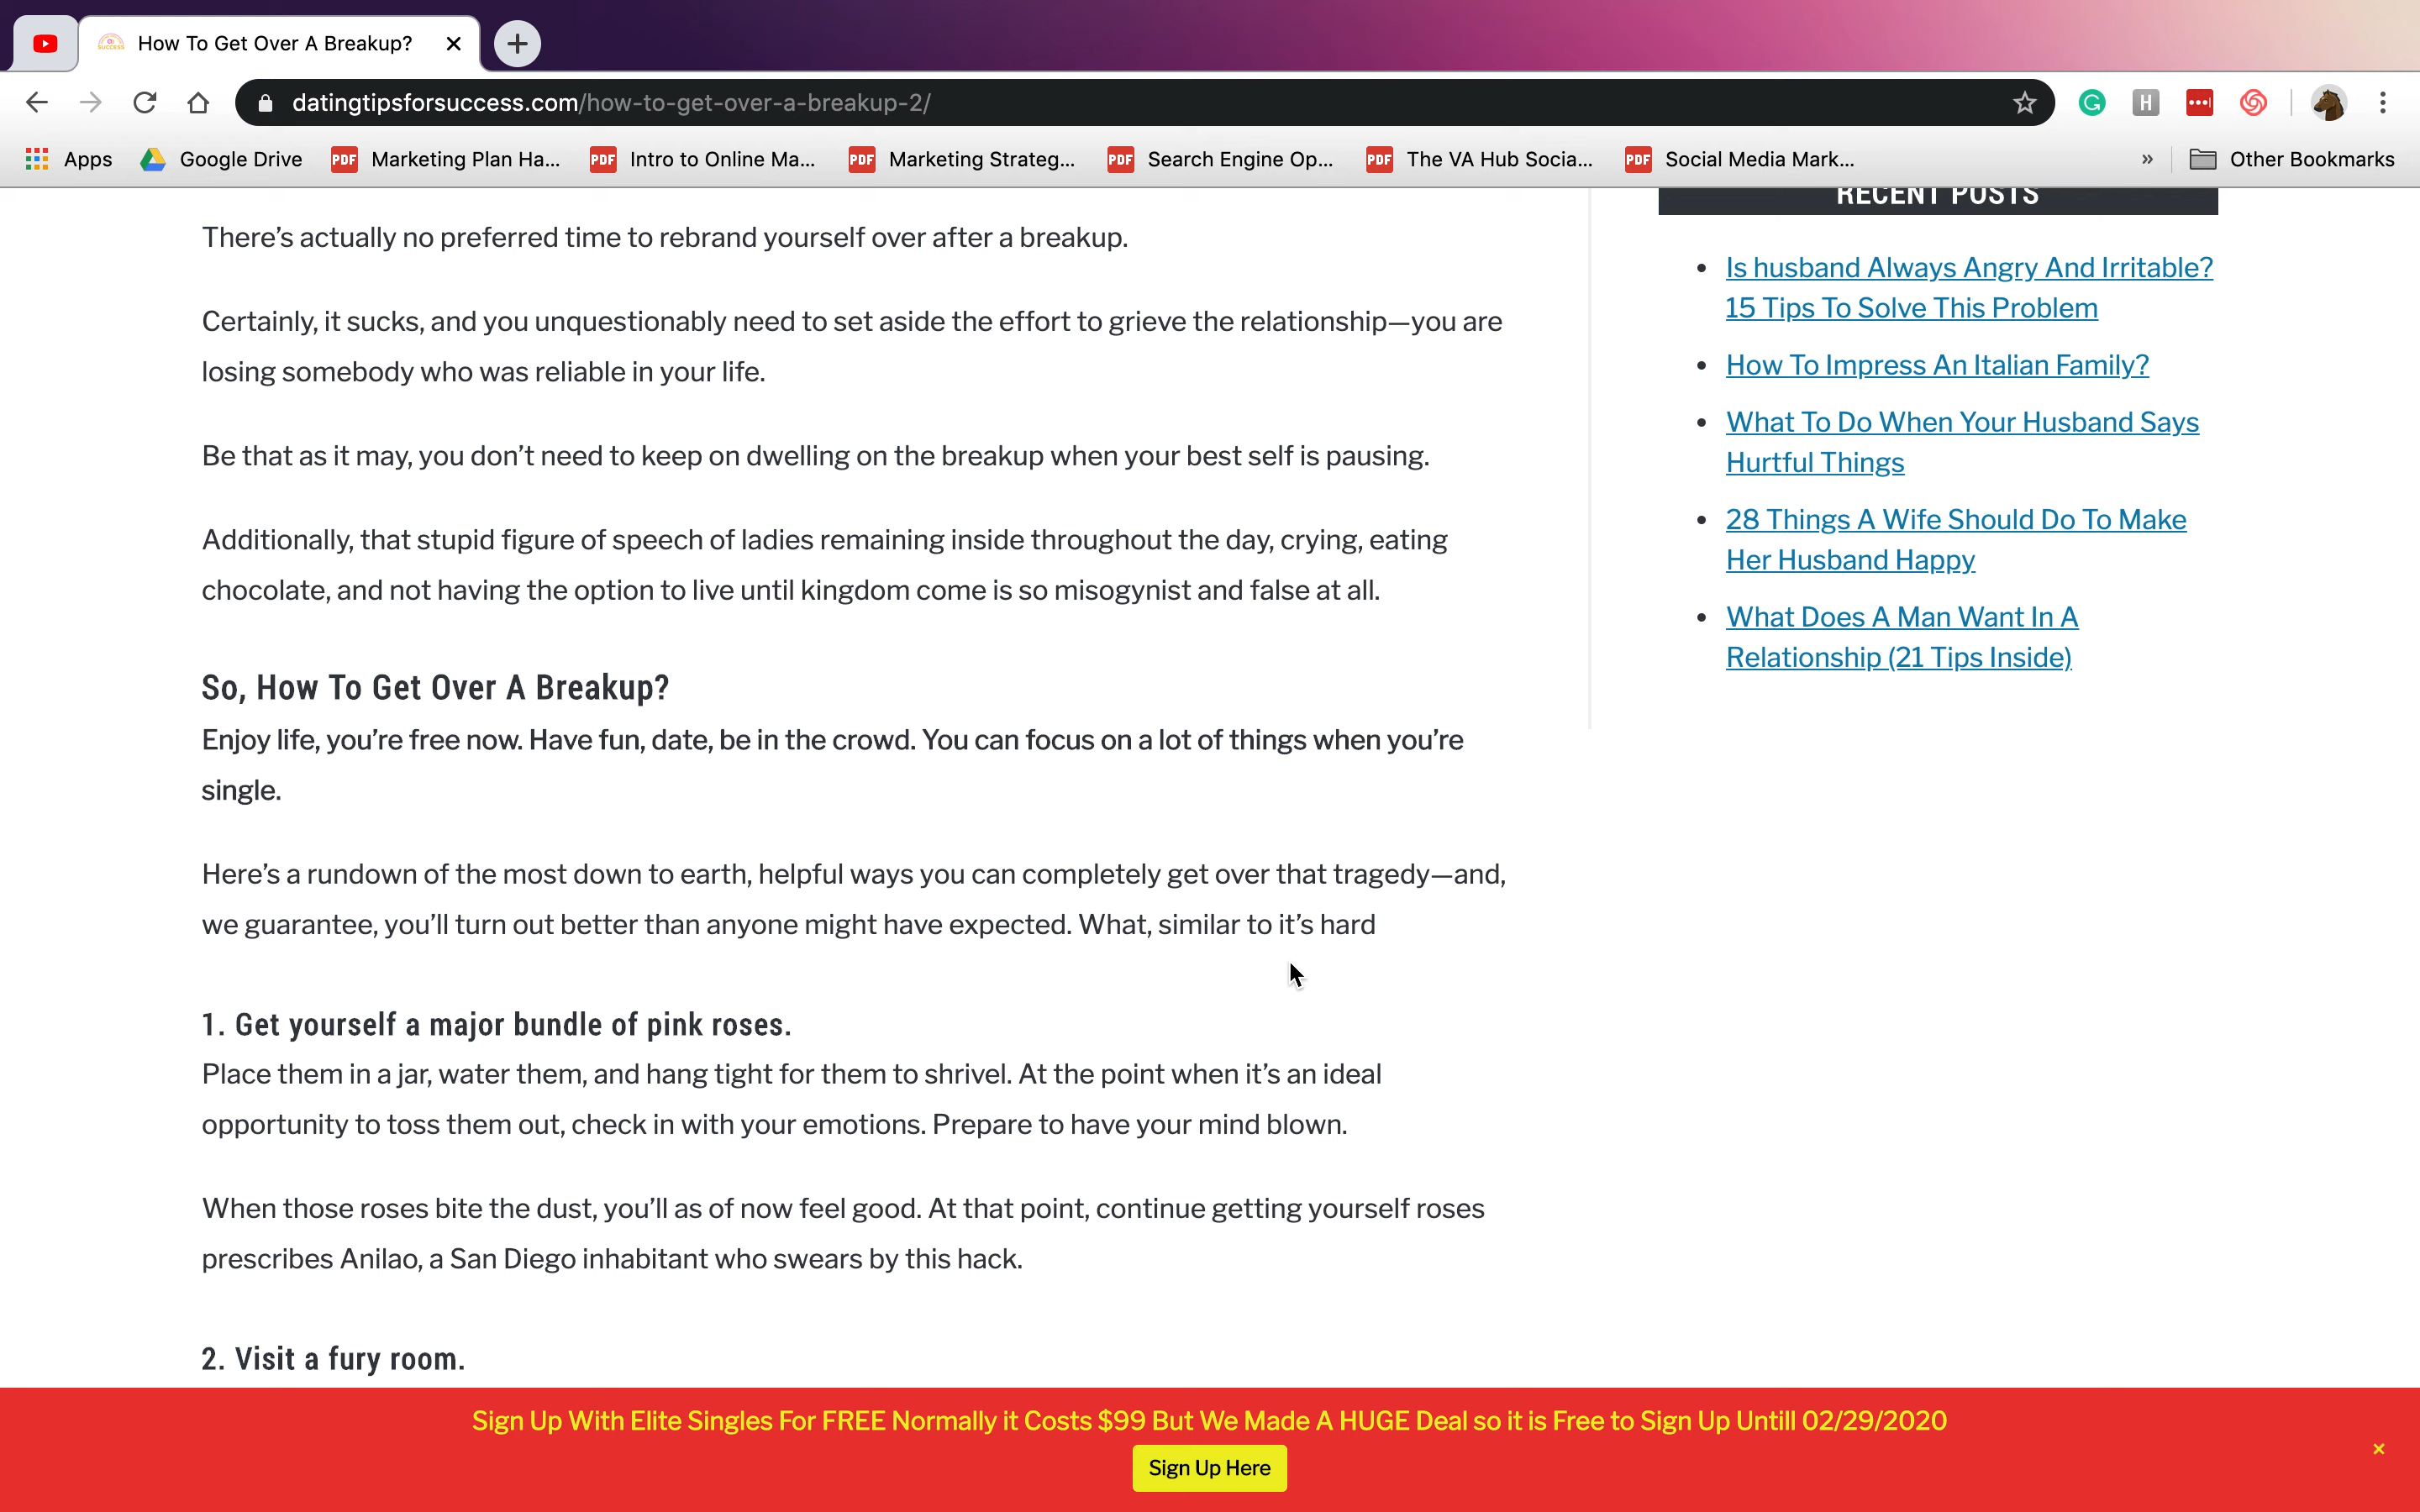 How To Get Over A Breakup?
datingtipsforsuccess.com/how-to-get-over-a-breakup-2/
Apps
Google Drive
PDF Marketing Plan Ha...
PDF Intro to Online Ma...
PDF Marketing Strateg...
PDF Search Engine Op...
PDF The VA Hub Socia...
PDF Social Media Mark...
»
Other Bookmarks
There’s actually no preferred time to rebrand yourself over after a breakup.
Certainly, it sucks, and you unquestionably need to set aside the effort to grieve the relationship—you are
losing somebody who was reliable in your life.
Be that as it may, you don’t need to keep on dwelling on the breakup when your best self is pausing.
Additionally, that stupid figure of speech of ladies remaining inside throughout the day, crying, eating
chocolate, and not having the option to live until kingdom come is so misogynist and false at all.
So, How To Get Over A Breakup?
Enjoy life, you’re free now. Have fun, date, be in the crowd. You can focus on a lot of things when you’re
single.
Here’s a rundown of the most down to earth, helpful ways you can completely get over that tragedy—and,
we guarantee, you’ll turn out better than anyone might have expected. What, similar to it’s hard
1. Get yourself a major bundle of pink roses.
Place them in a jar, water them, and hang tight for them to shrivel. At the point when it’s an ideal
opportunity to toss them out, check in with your emotions. Prepare to have your mind blown.
When those roses bite the dust, you’ll as of now feel good. At that point, continue getting yourself roses
prescribes Anilao, a San Diego inhabitant who swears by this hack.
2. Visit a fury room.
RECENT POSTS
Is husband Always Angry And Irritable?
15 Tips To Solve This Problem
How To Impress An Italian Family?
What To Do When Your Husband Says
Hurtful Things
28 Things A Wife Should Do To Make
Her Husband Happy
What Does A Man Want In A
Relationship (21 Tips Inside)
Sign Up With Elite Singles For FREE Normally it Costs $99 But We Made A HUGE Deal so it is Free to Sign Up Untill 02/29/2020
Sign Up Here
×